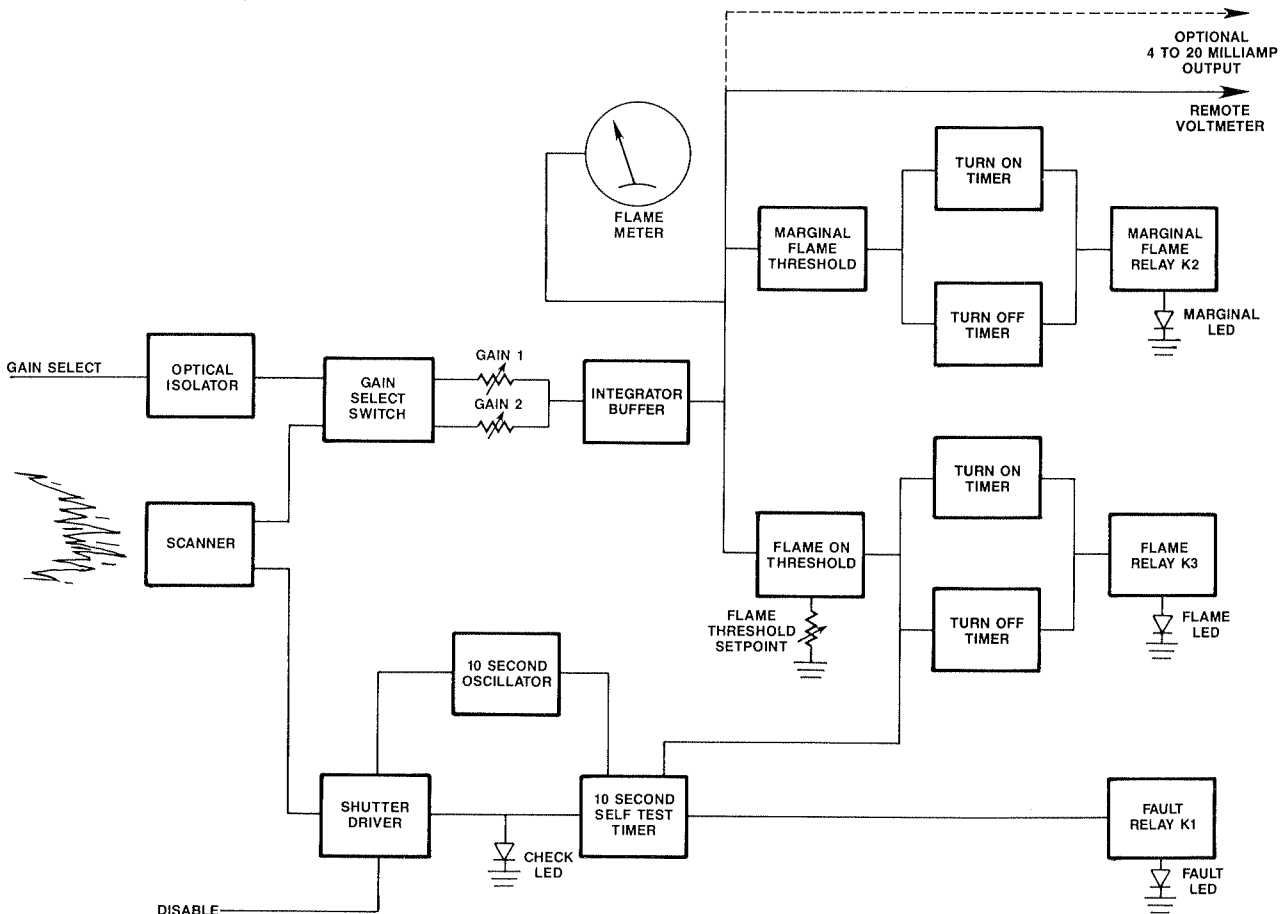 OPTIONAL
4 TO 20 MILLIAMP
OUTPUT
REMOTE
VOLTMETER
FLAME
METER
TURN ON
TIMER
MARGINAL
FLAME
THRESHOLD
MARGINAL
FLAME
RELAY K2
TURN OFF
TIMER
MARGINAL
LED
GAIN SELECT
OPTICAL
ISOLATOR
GAIN
SELECT
SWITCH
GAIN 1
GAIN 2
INTEGRATOR
BUFFER
SCANNER
TURN ON
TIMER
FLAME ON
THRESHOLD
FLAME
RELAY K3
FLAME
THRESHOLD
SETPOINT
TURN OFF
TIMER
FLAME
LED
10 SECOND
OSCILLATOR
SHUTTER
DRIVER
10 SECOND
SELF TEST
TIMER
FAULT
RELAY K1
CHECK
LED
FAULT
LED
DISABLE